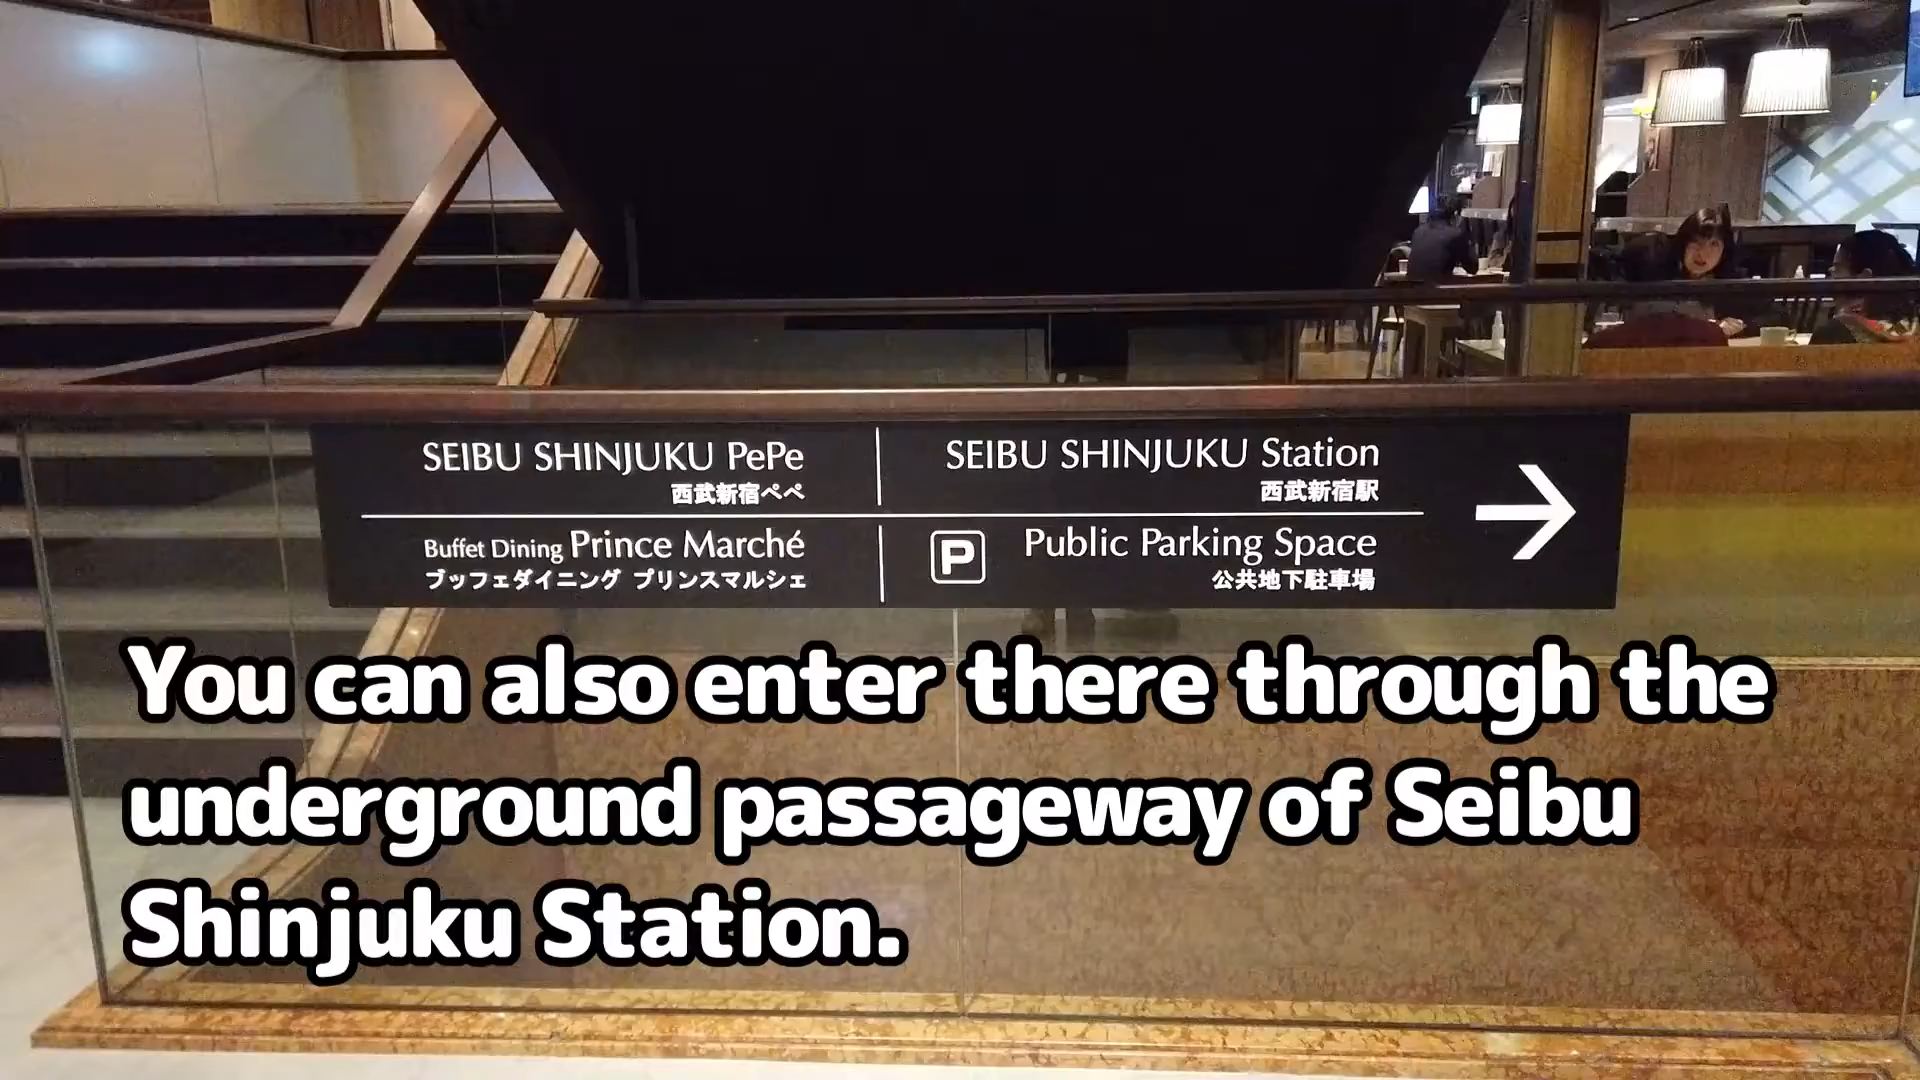 SEIBU SHINJUKU PePe
西武新宿ペペ
SEIBU SHINJUKU Station
西武新宿駅
Buffet Dining Prince Marché
ブッフェダイニング プリンスマルシェ
P Public Parking Space
公共地下駐車場
You can also enter there through the
underground passageway of Seibu
Shinjuku Station.